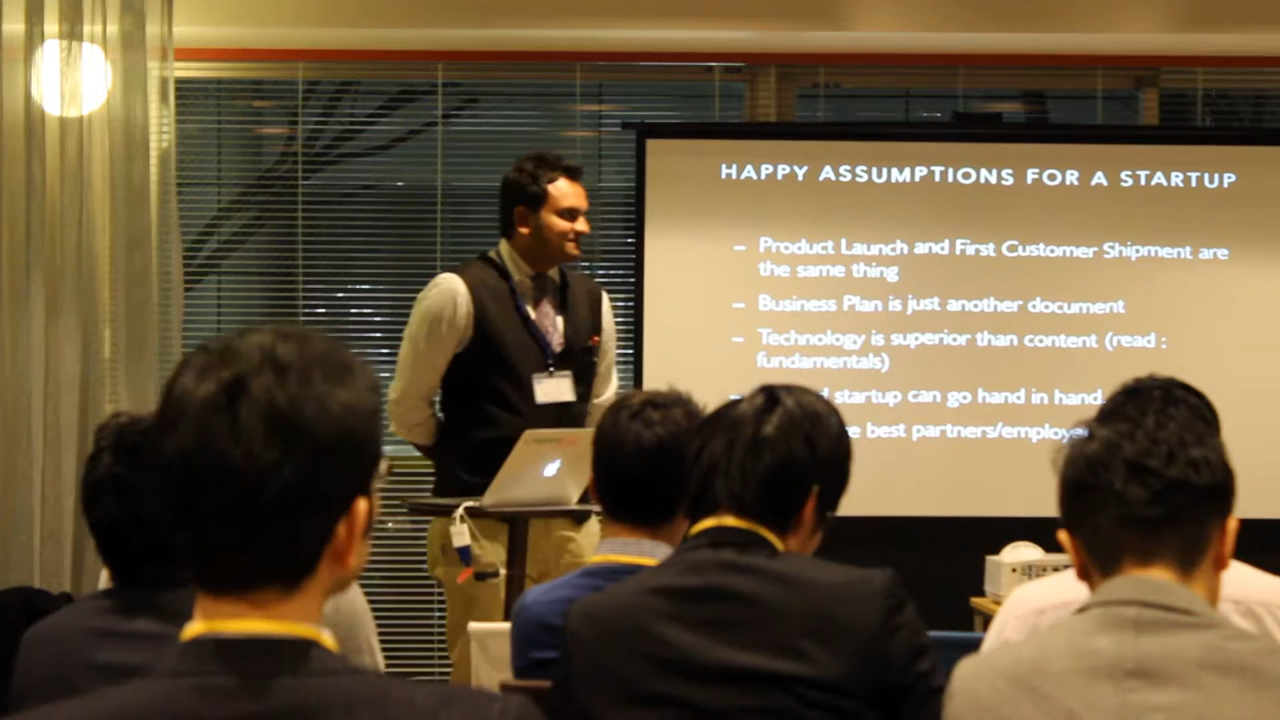 HAPPY ASSUMPTIONS FOR A STARTUP
– Product Launch and First Customer Shipment are
the same thing
– Business Plan is just another document
– Technology is superior than content (read :
fundamentals)
startup can go hand in hand
best partners/employe